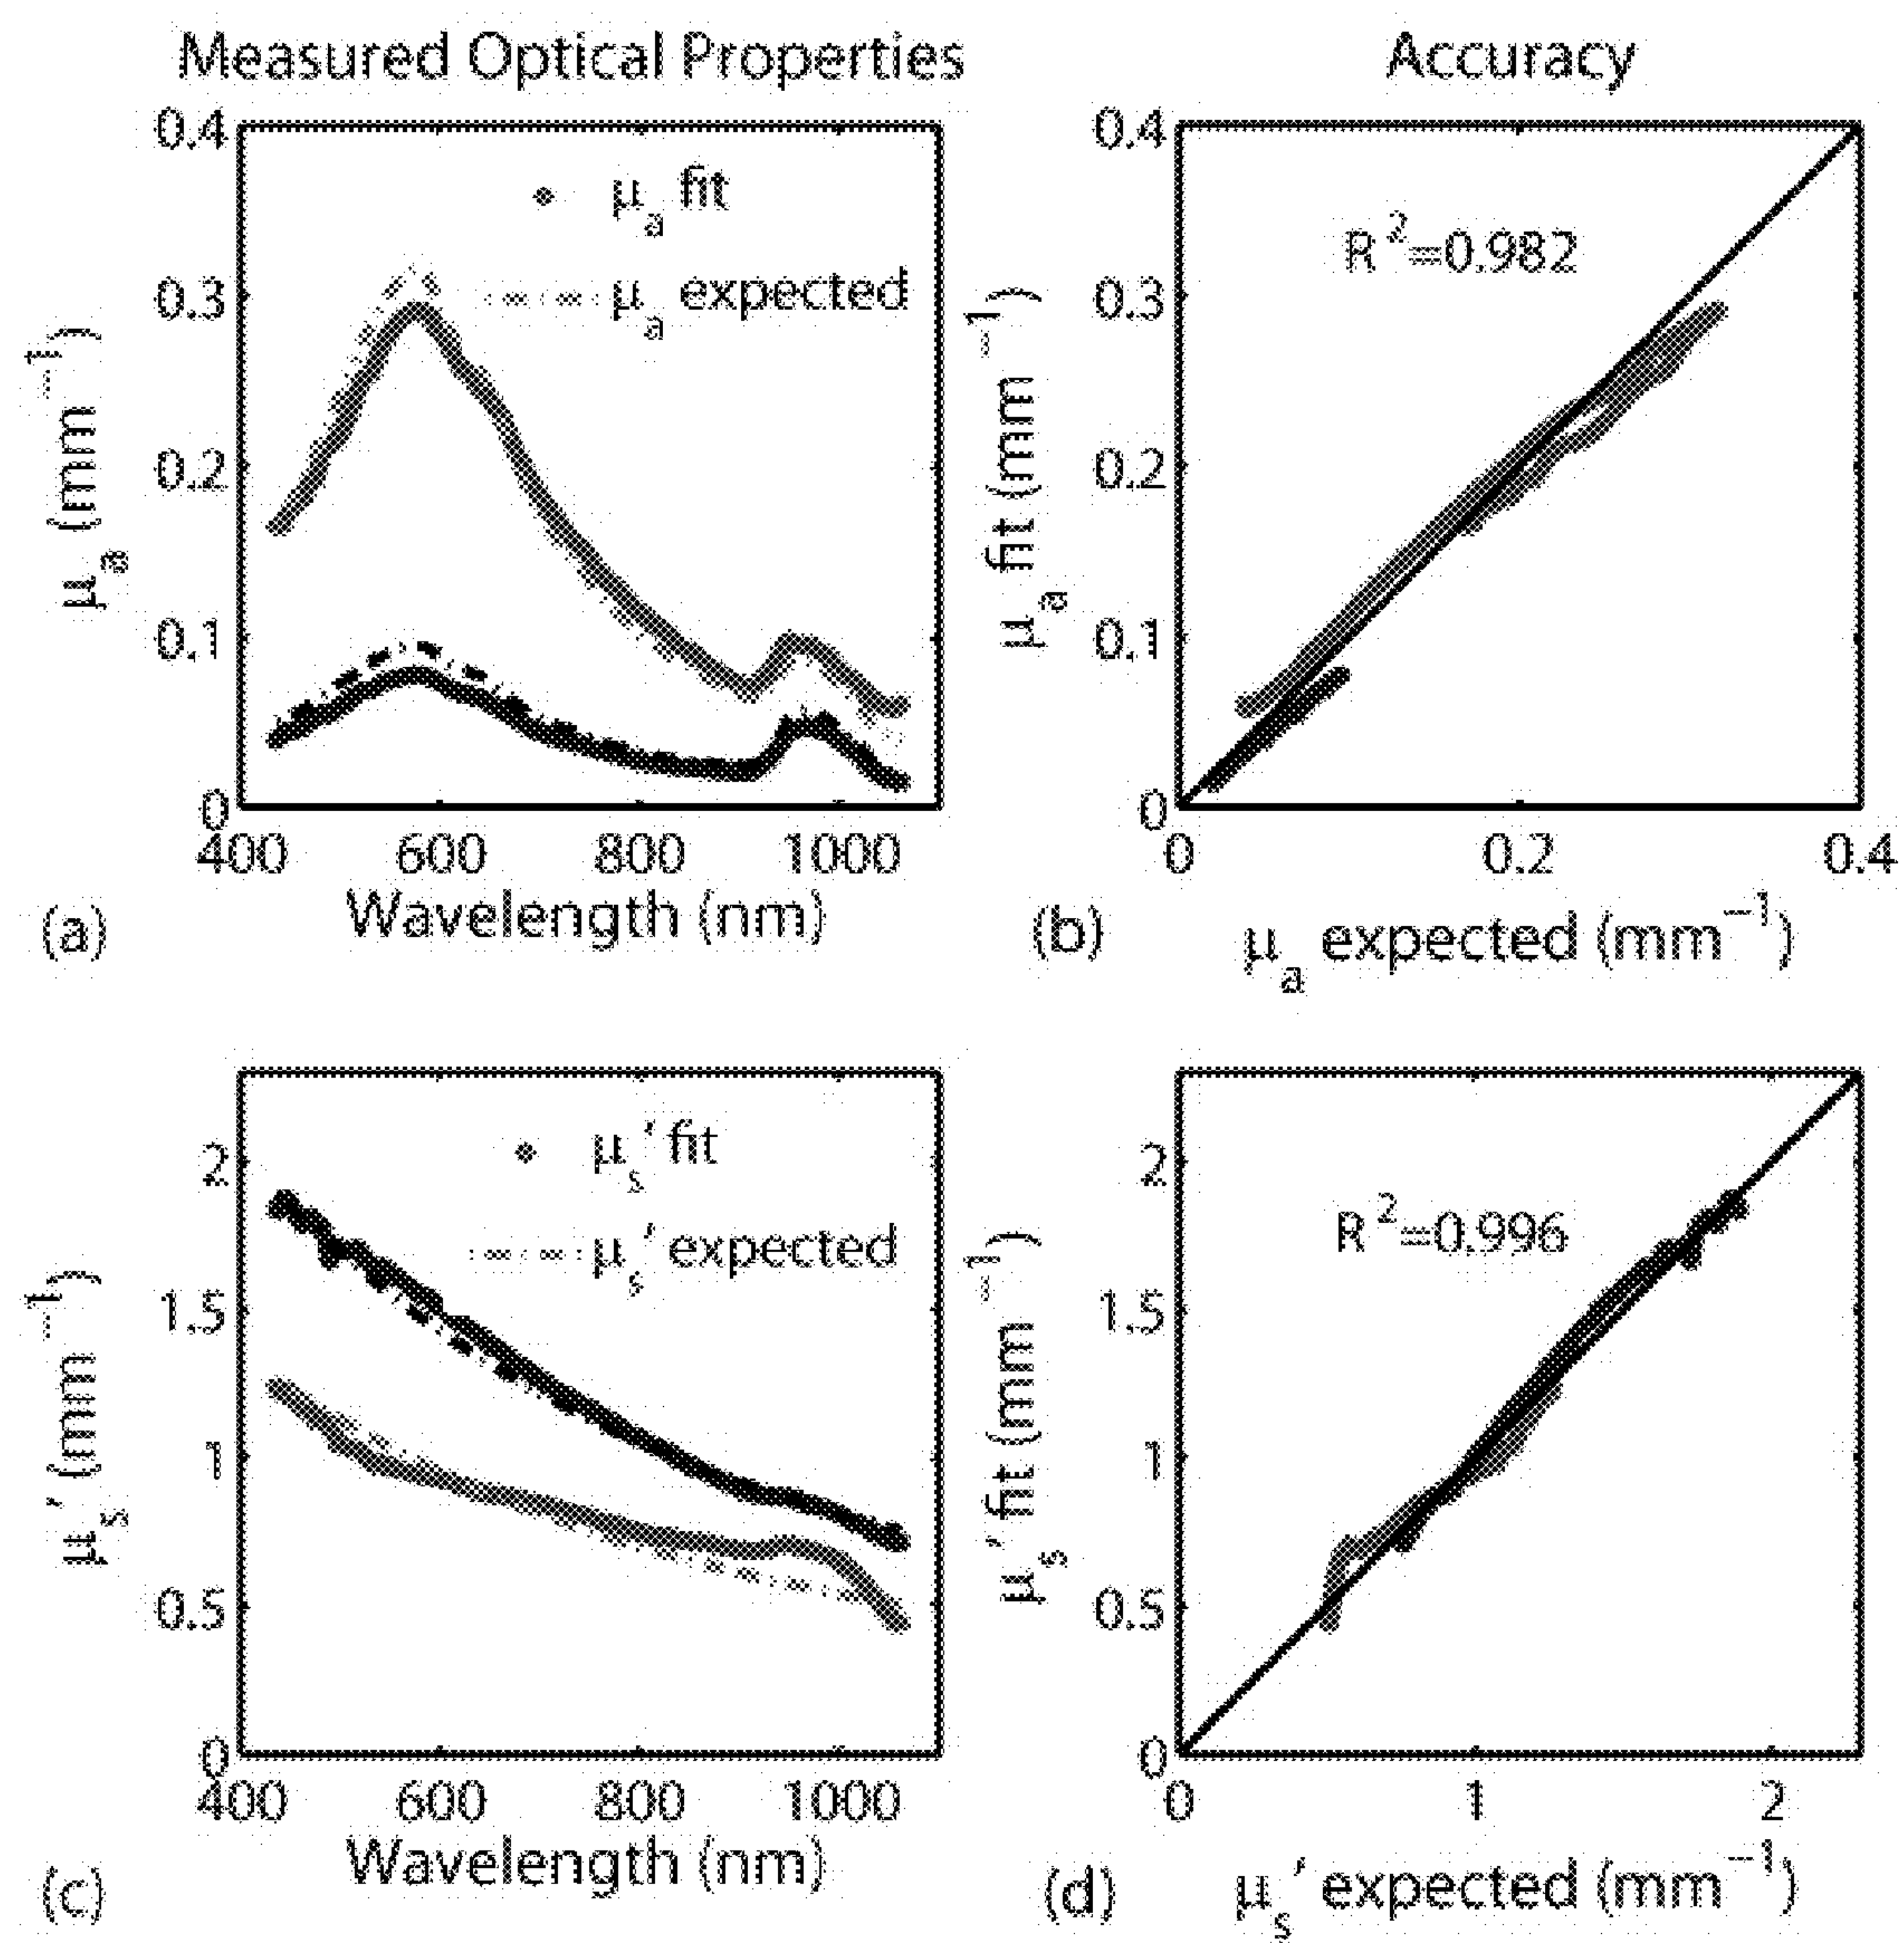 Measured Optical Properties
Accuracy
0.4
0.3
0.2
0.1
0
μa (mm −1)
μa fit
μa expected
400 600 800 1000
Wavelength (nm)
(a)
0.4
0.3
0.2
0.1
0
μa fit (mm −1)
R 2=0.982
0 0.2 0.4
μa expected (mm−1)
(b)
2
1.5
1
0.5
0
μs′ (mm −1)
μs′ fit
μs′ expected
400 600 800 1000
Wavelength (nm)
(c)
2
1.5
1
0.5
0
μs′ fit (mm −1)
R 2=0.996
0 1 2
μs′ expected (mm−1)
(d)